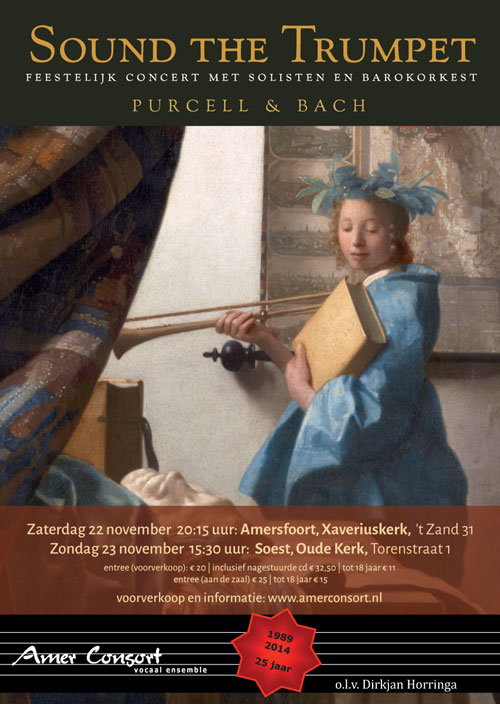 SOUND THE TRUMPET
FEESTELIJK CONCERT MET SOLISTEN EN BAROKORKEST
PURCELL & BACH
Zaterdag 22 november 20:15 uur: Amersfoort, Xaveriuskerk, 't Zand 31
Zondag 23 november 15:30 uur: Soest, Oude Kerk, Torenstraat 1
entree (voorverkoop): € 20 | inclusief nagestuurde cd € 32,50 | tot 18 jaar € 11
entree (aan de zaal) € 25 | tot 18 jaar € 15
voorverkoop en informatie: www.amerconsort.nl
1989
2014
25 jaar
Amer Consort
vocaal ensemble
o.l.v. Dirkjan Horringa